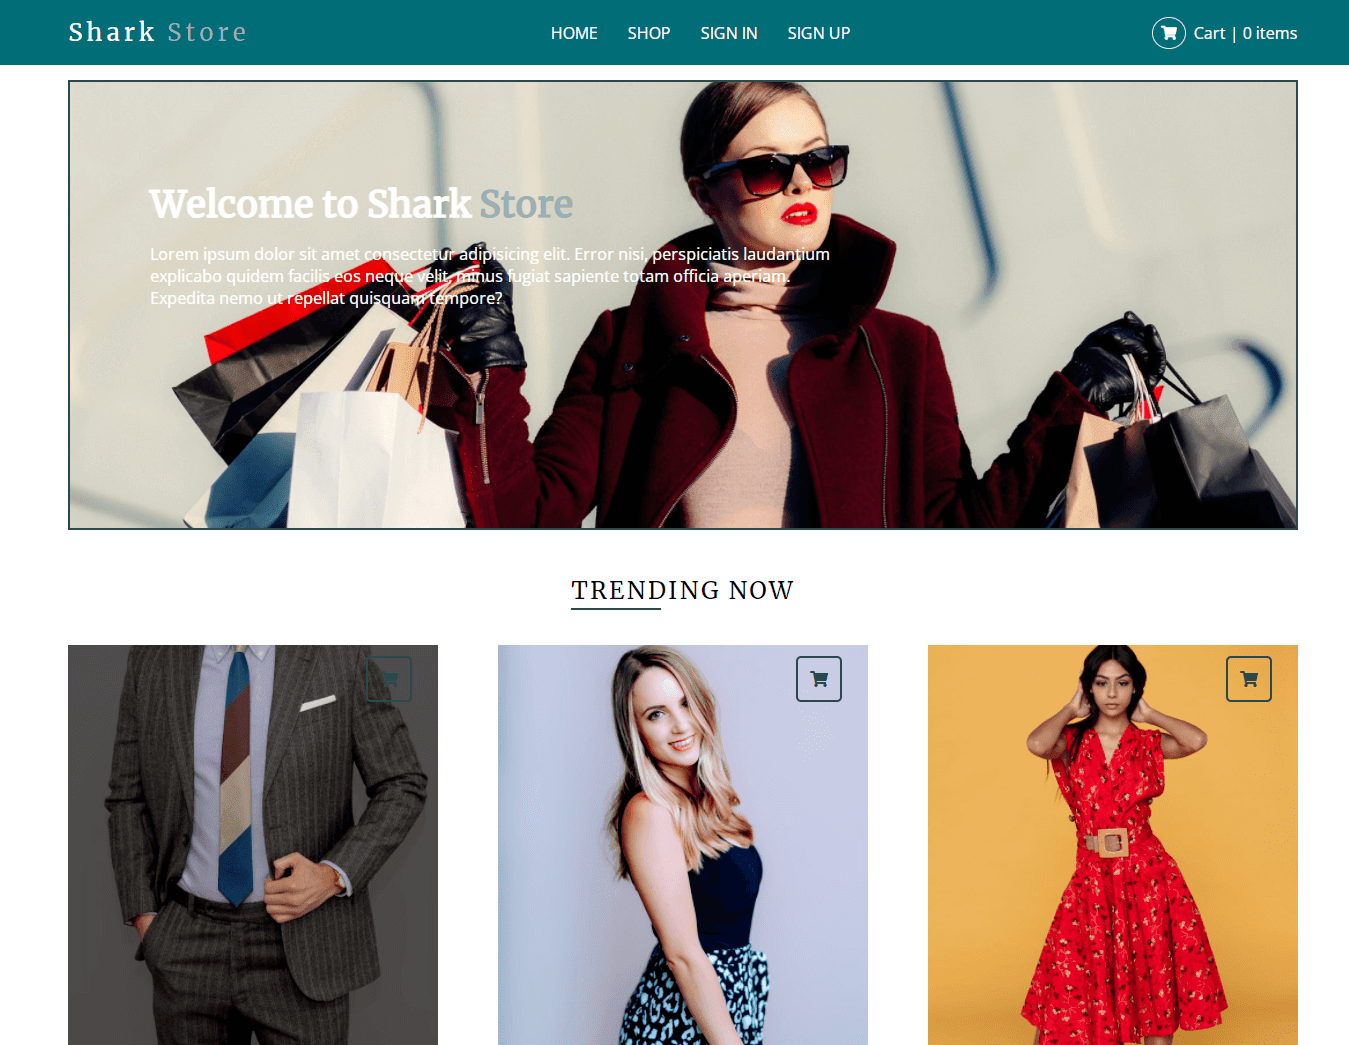 Shark Store
HOME SHOP SIGN IN SIGN UP
Cart | 0 items
Welcome to Shark Store
Lorem ipsum dolor sit amet consectetur adipisicing elit. Error nisi, perspiciatis laudantium
explicabo quidem facilis eos neque velit, minus fugiat sapiente totam officia aperiam.
Expedita nemo ut repellat quisquam tempore?
TRENDING NOW